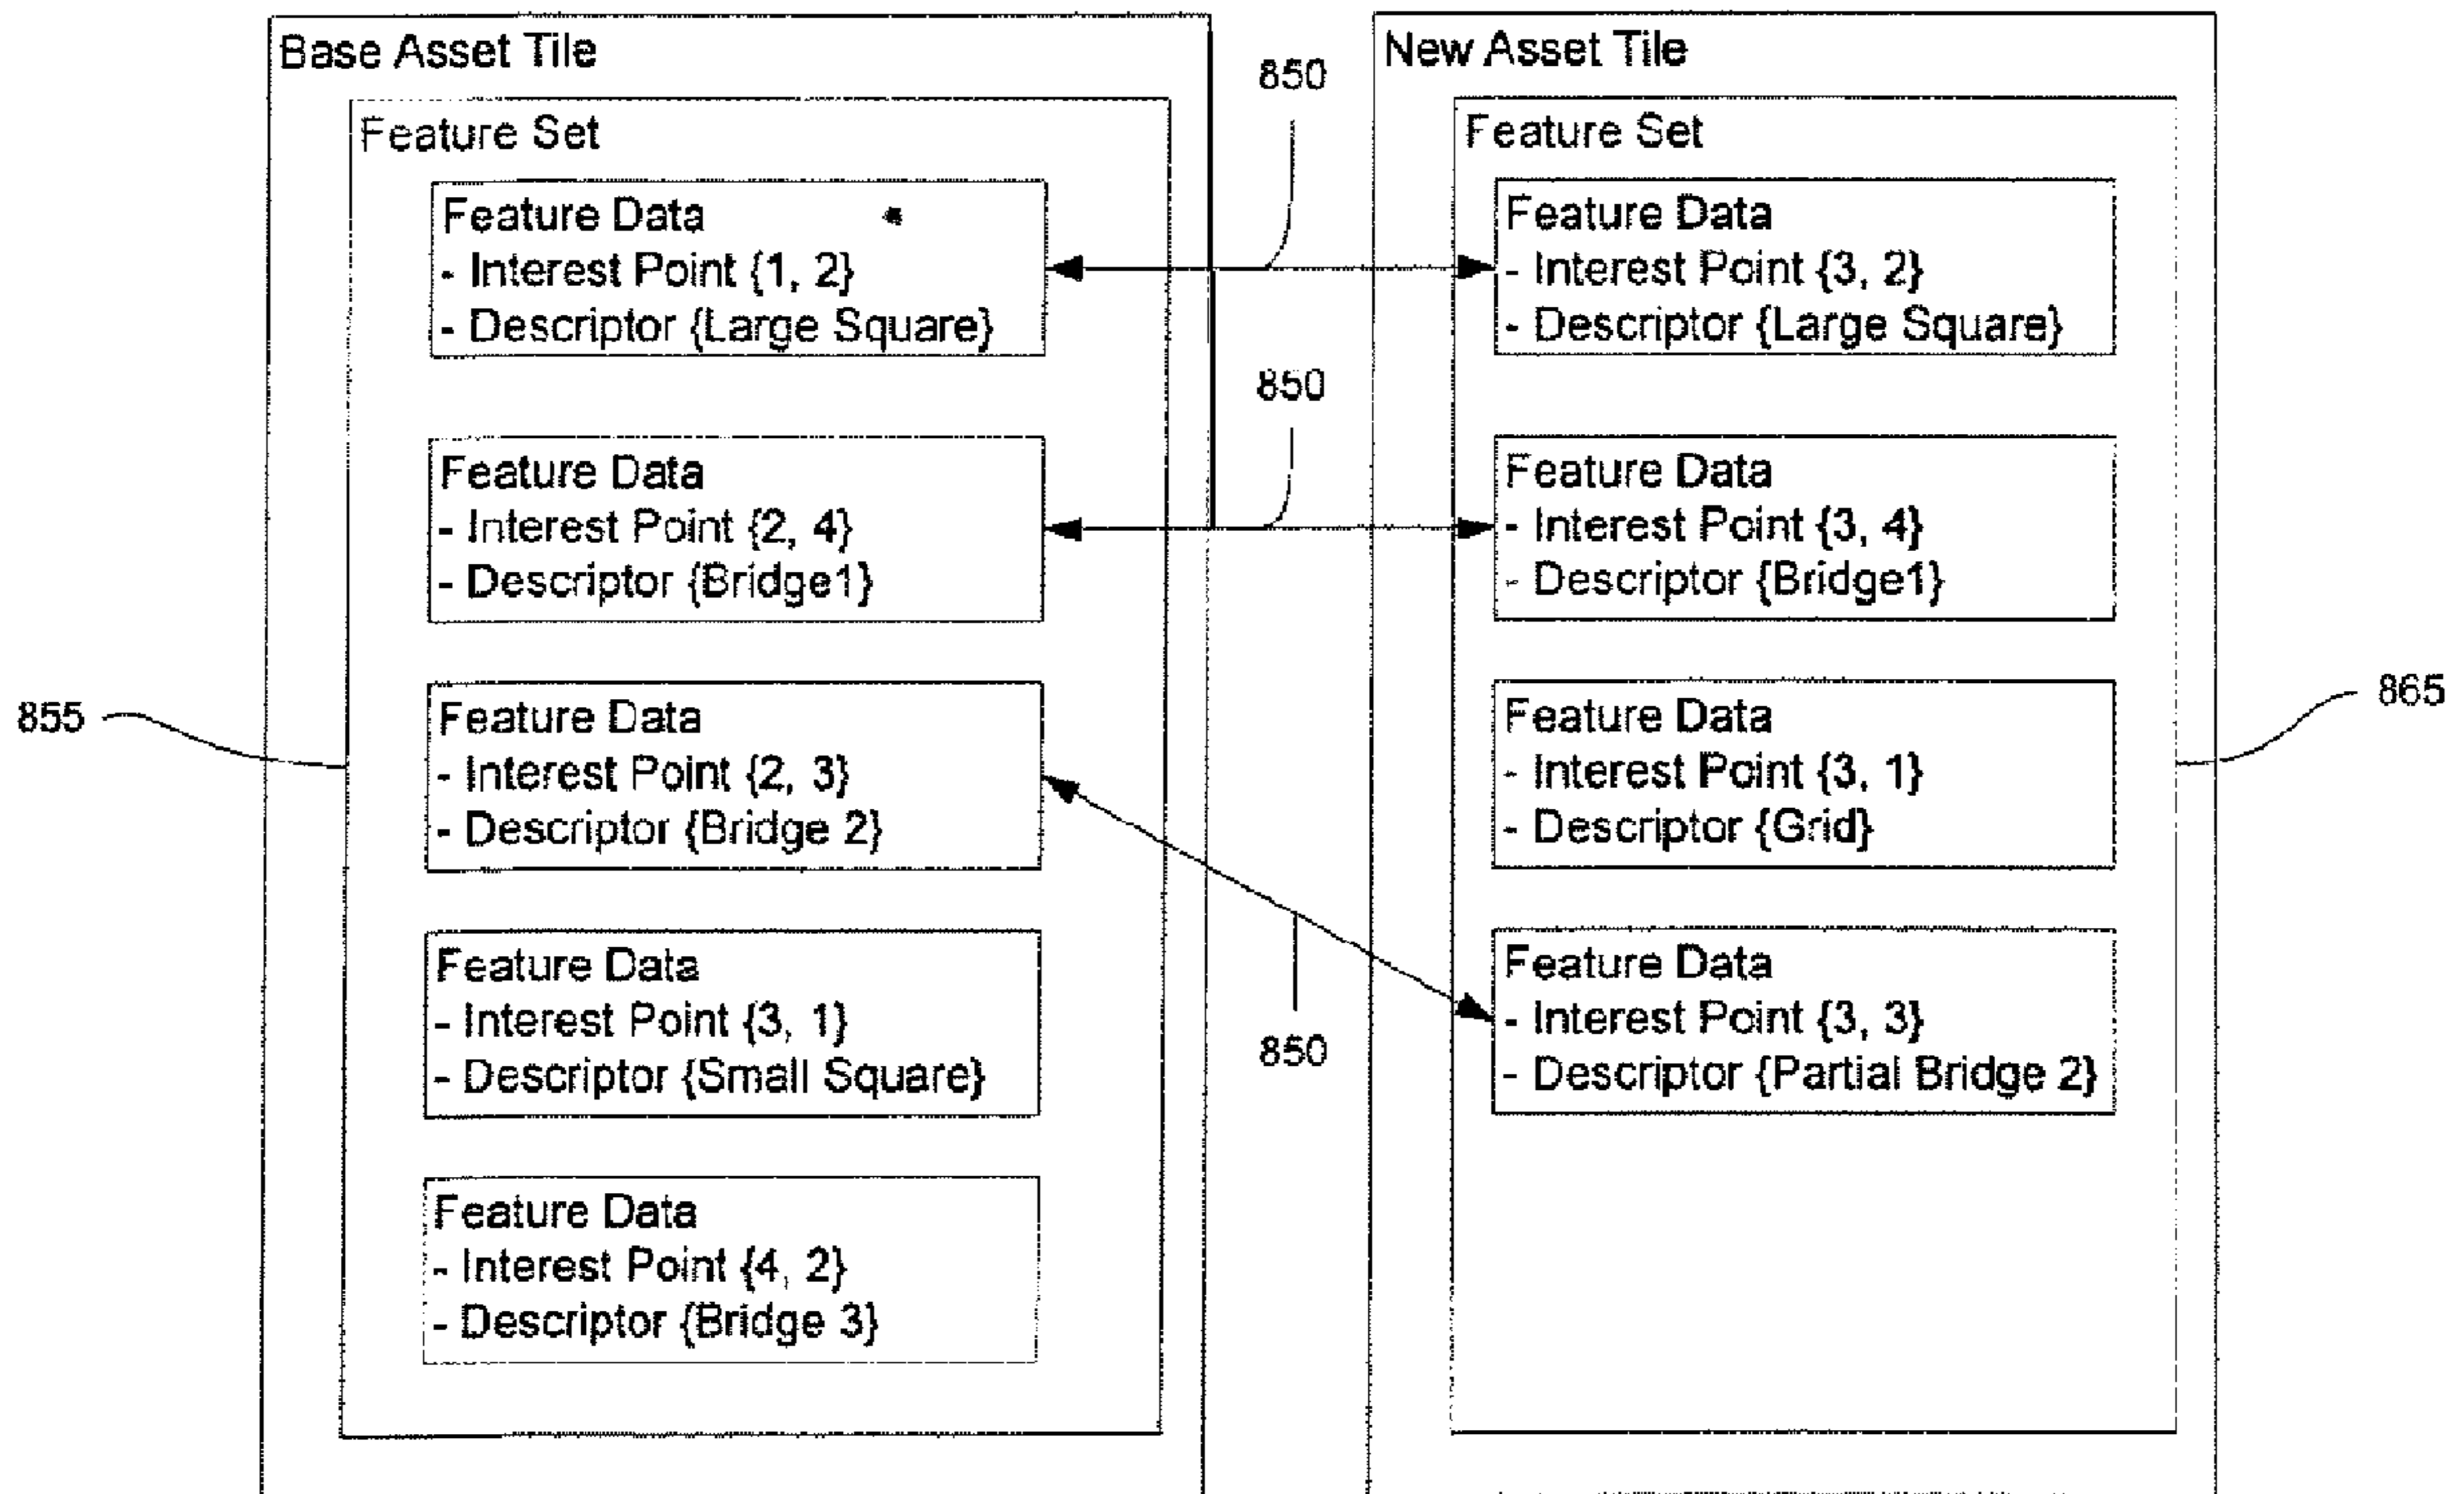 Base Asset Tile
Feature Set
Feature Data
- Interest Point {1, 2}
- Descriptor {Large Square}
Feature Data
- Interest Point {2, 4}
- Descriptor {Bridge1}
Feature Data
- Interest Point {2, 3}
- Descriptor {Bridge 2}
Feature Data
- Interest Point {3, 1}
- Descriptor {Small Square}
Feature Data
- Interest Point {4, 2}
- Descriptor {Bridge 3}
855
850
850
850
New Asset Tile
Feature Set
Feature Data
- Interest Point {3, 2}
- Descriptor {Large Square}
Feature Data
- Interest Point {3, 4}
- Descriptor {Bridge1}
Feature Data
- Interest Point {3, 1}
- Descriptor {Grid}
Feature Data
- Interest Point {3, 3}
- Descriptor {Partial Bridge 2}
865